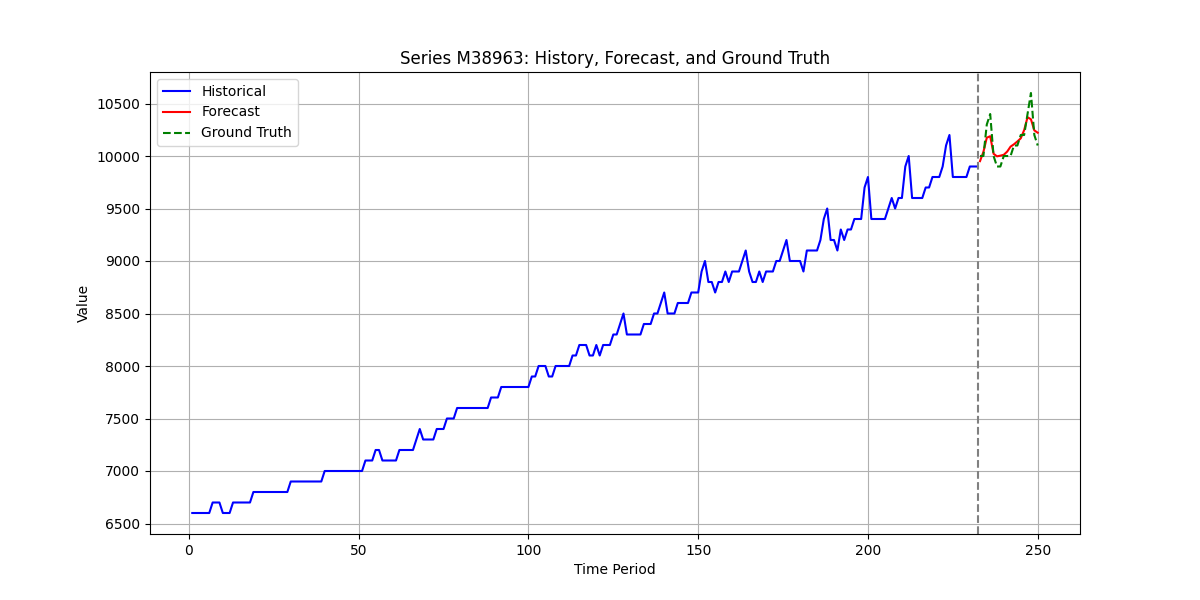 Series M38963: History, Forecast, and Ground Truth
Historical
Forecast
Ground Truth
10500
10000
9500
9000
8500
8000
7500
7000
6500
Value
0 50 100 150 200 250
Time Period